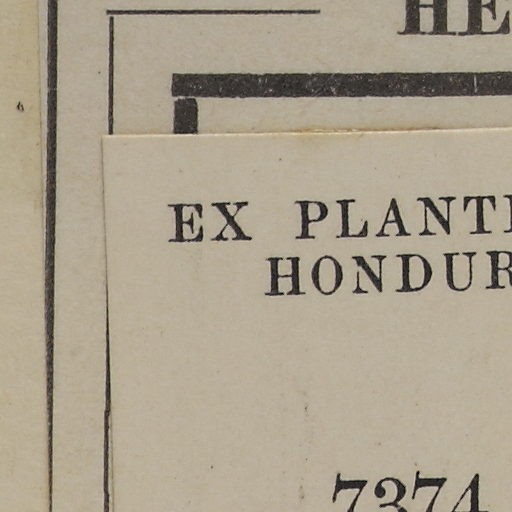 HE
EX PLANT
HONDUR
7374